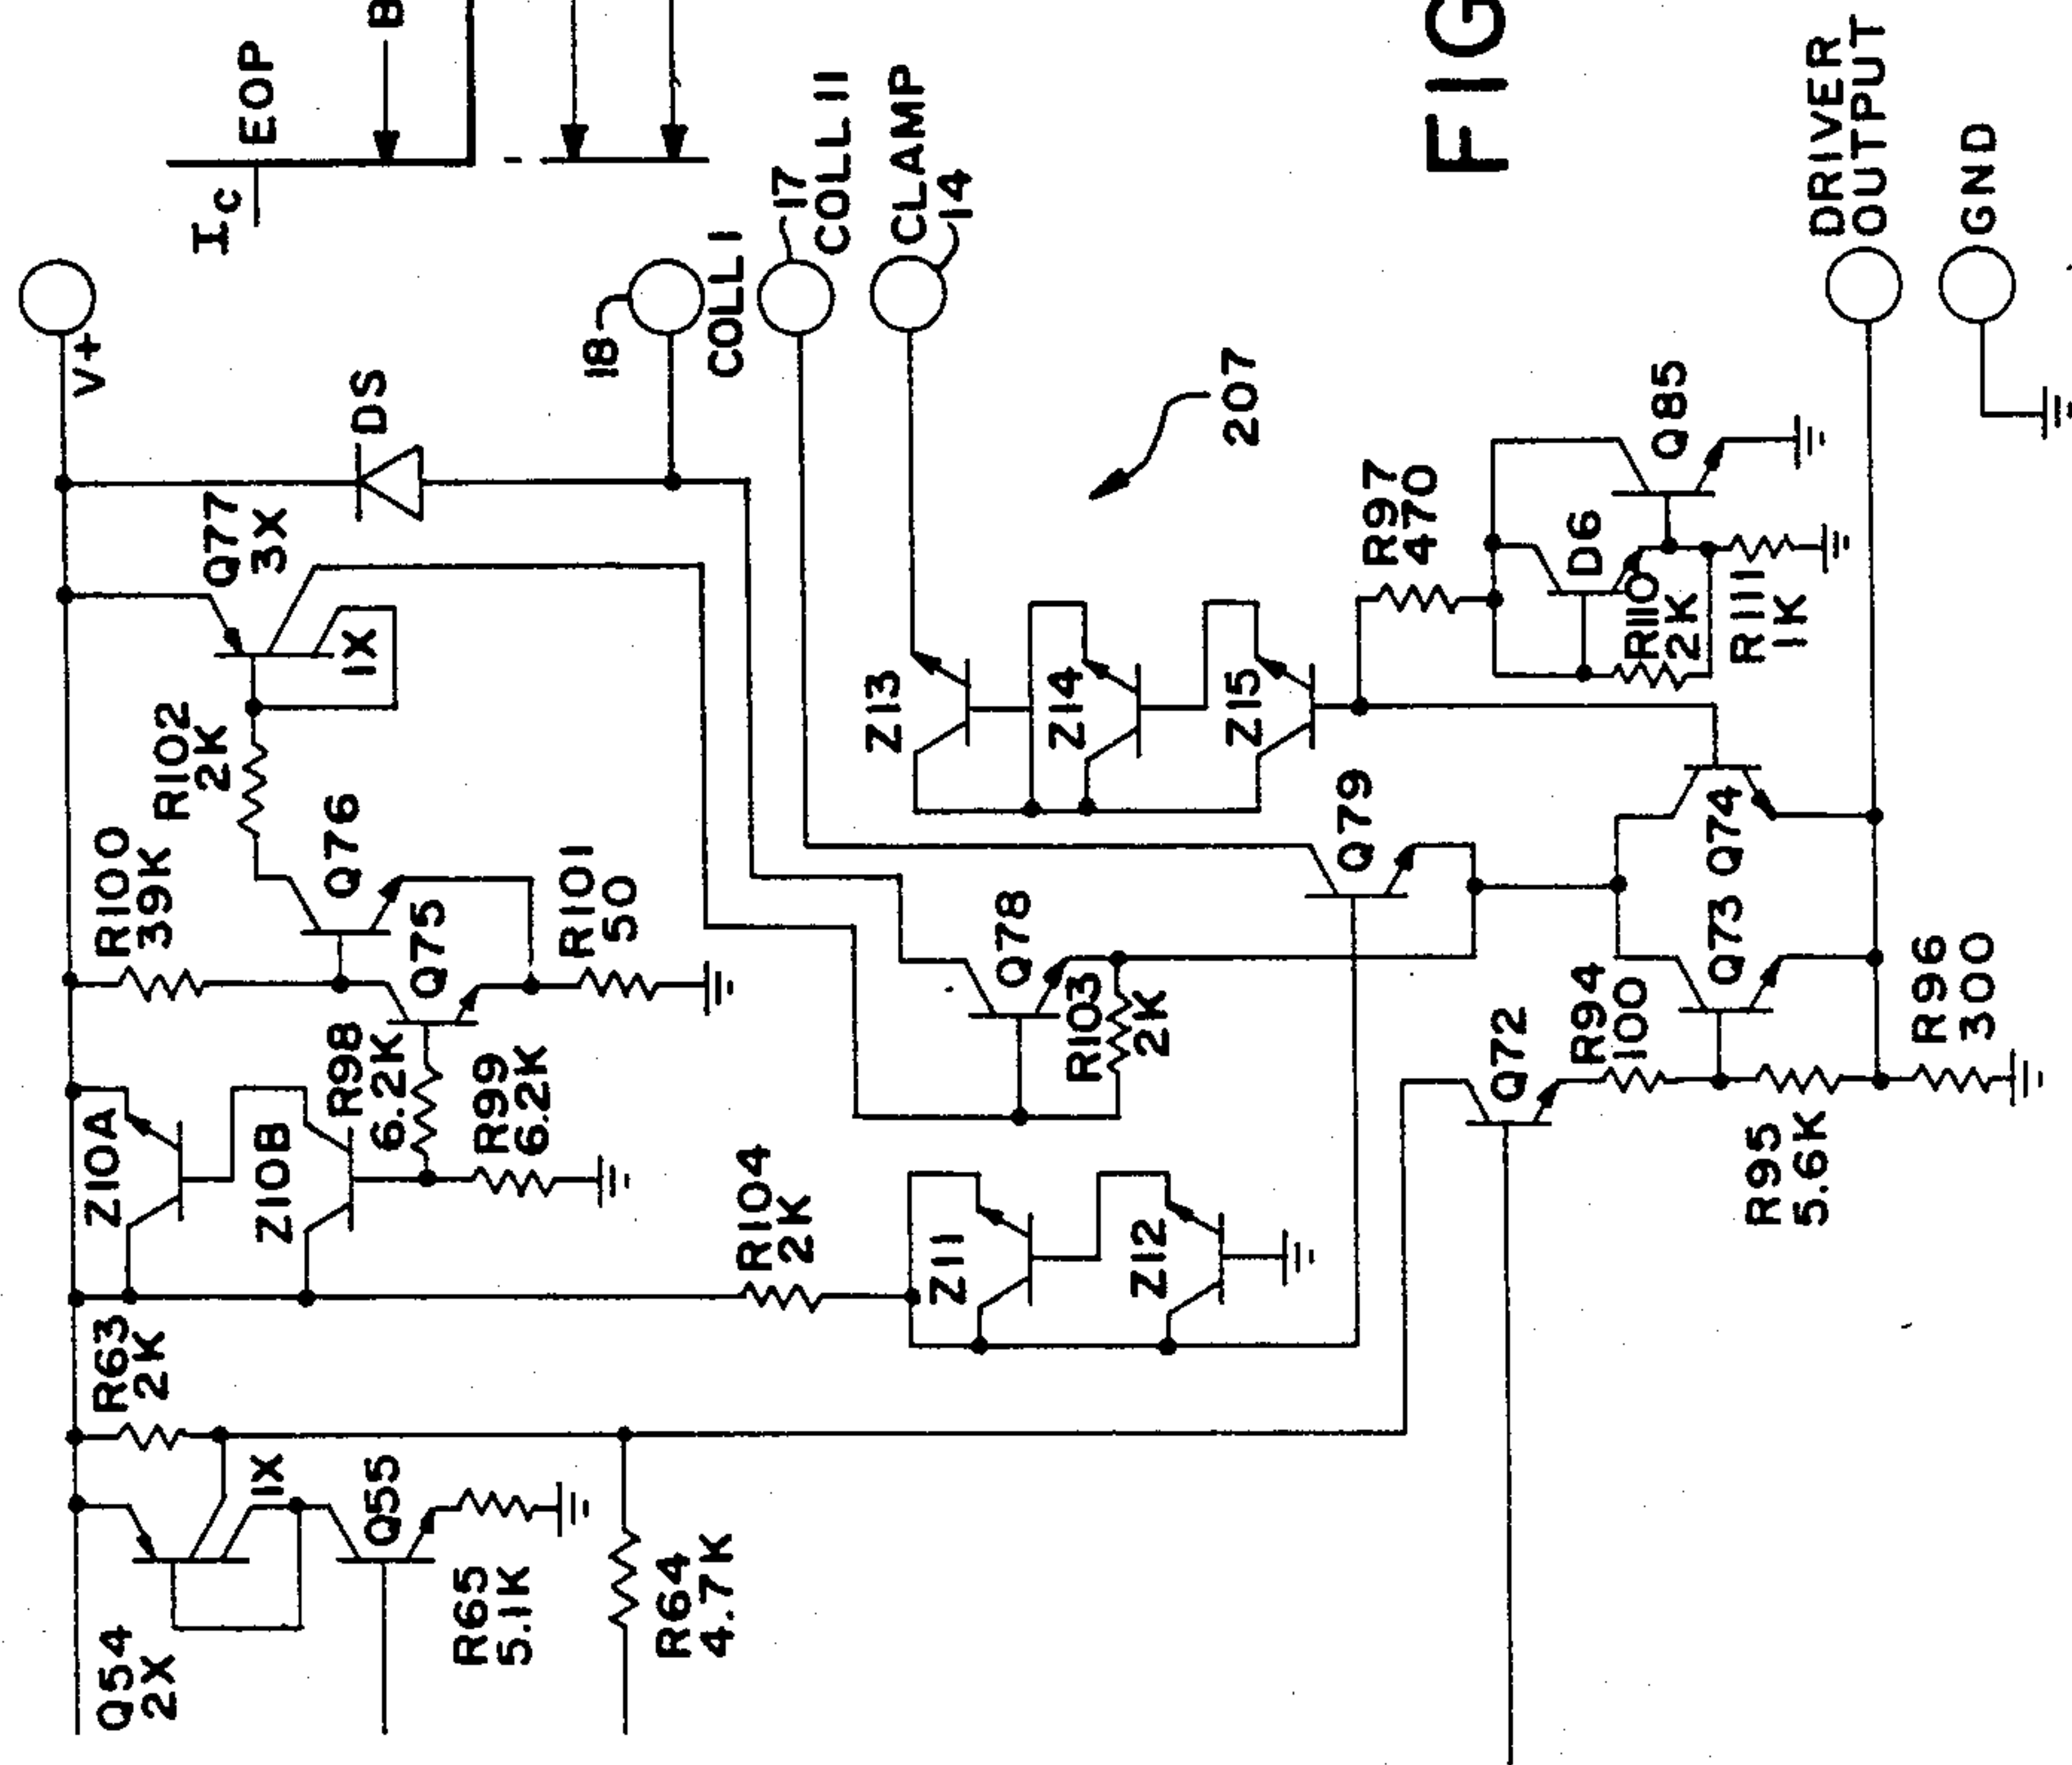 Q54
2X
1X
R63
2K
Q55
R65
5.1K
R64
4.7K
Z10A
Z10B
R98
6.2K
R99
6.2K
R104
2K
Z11
Z12
R100
39K
R102
2K
Q76
Q75
R101
50
Q77
3X
1X
DS
V+
Ic
EOP
B
18
COLL I
17
COLL II
CLAMP
14
Q78
R103
2K
Q79
Z13
Z14
Z15
207
R97
470
D6
Q85
R110
2K
R111
1K
Q72
R94
100
Q73
Q74
R95
5.6K
R96
300
DRIVER
OUTPUT
GND
FIG